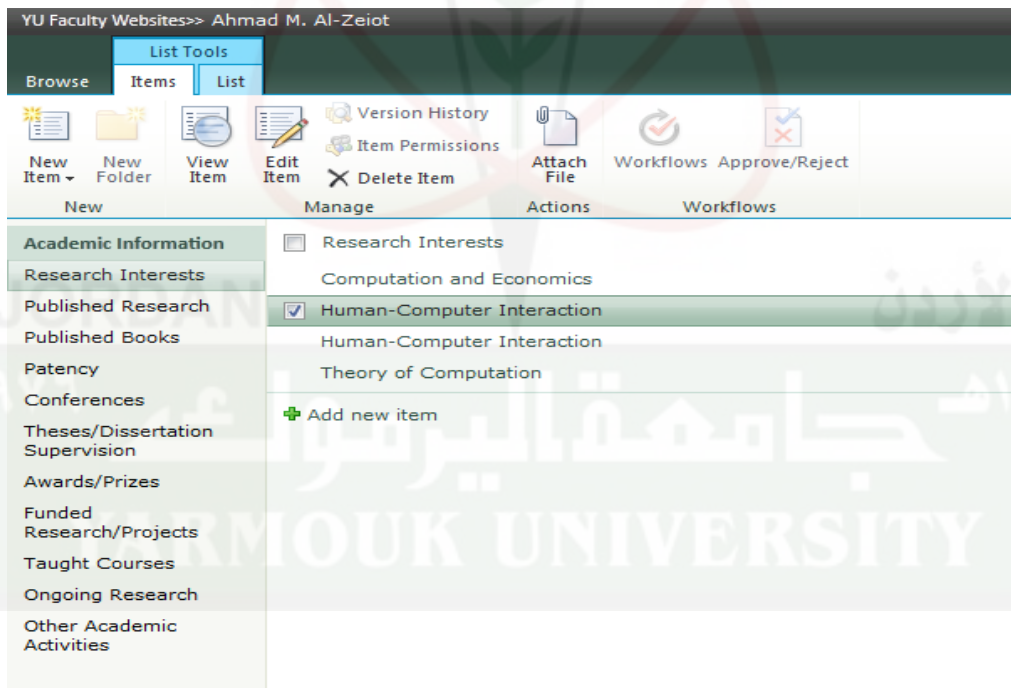 YU Faculty Websites>> Ahmad M. Al-Zeiot
List Tools
Browse Items List
Version History
Item Permissions
Delete Item
New Item New Folder View Item Edit Item Attach File Workflows Approve/Reject
New Manage Actions Workflows
Academic Information
Research Interests
Published Research
Published Books
Patency
Conferences
Theses/Dissertation
Supervision
Awards/Prizes
Funded
Research/Projects
Taught Courses
Ongoing Research
Other Academic
Activities
Research Interests
Computation and Economics
Human-Computer Interaction
Human-Computer Interaction
Theory of Computation
Add new item
JORDAN
الأردن
جامعة اليرموك
YARMOUK UNIVERSITY